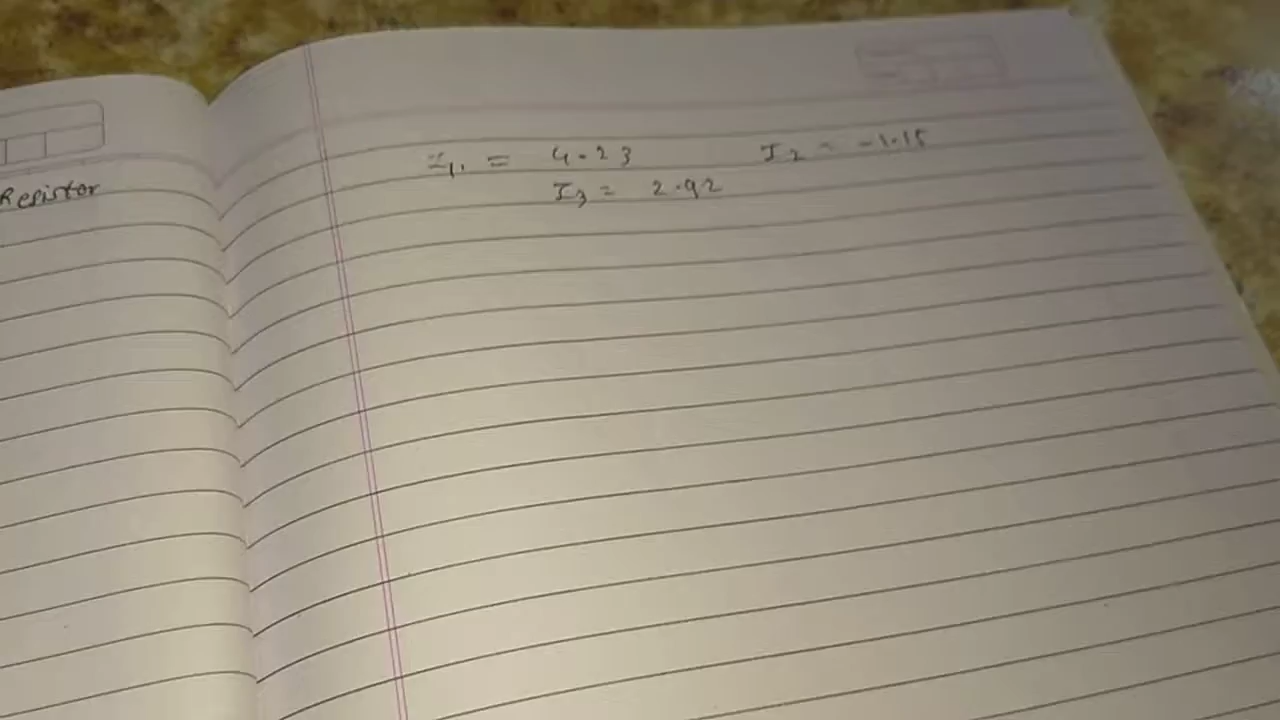 Resistor
I1. = 4.23 I2 = -1.15
I3 = 2.92